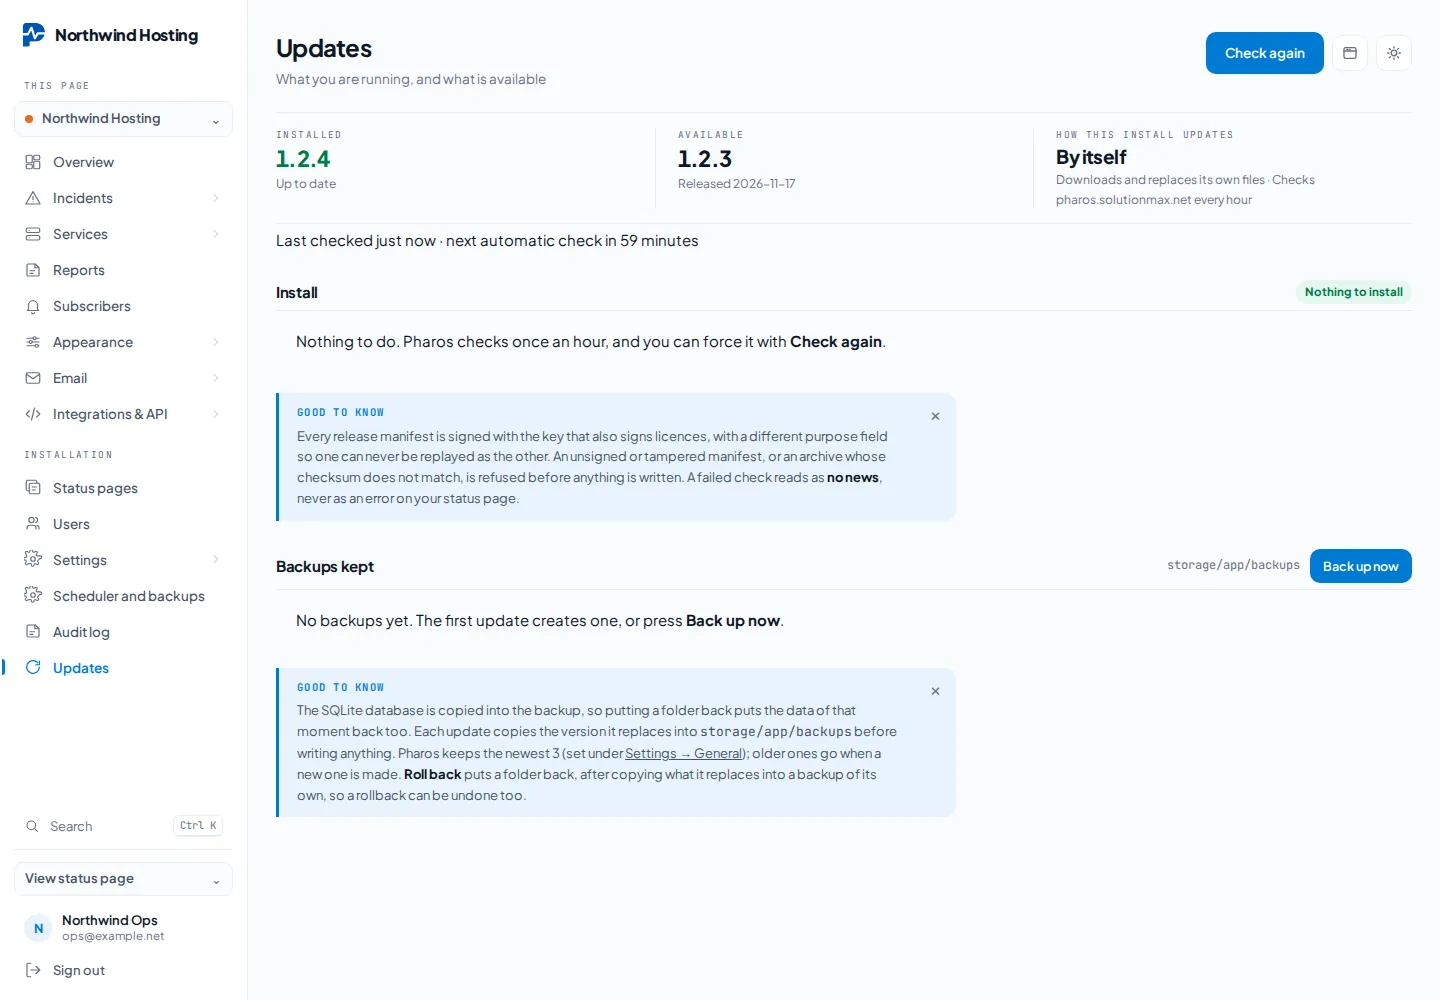 Northwind Hosting
THIS PAGE
Northwind Hosting
Overview
Incidents
Services
Reports
Subscribers
Appearance
Email
Integrations & API
INSTALLATION
Status pages
Users
Settings
Scheduler and backups
Audit log
Updates
Search
Ctrl K
View status page
N
Northwind Ops
ops@example.net
Sign out
Updates
What you are running, and what is available
Check again
INSTALLED
1.2.4
Up to date
AVAILABLE
1.2.3
Released 2026-11-17
HOW THIS INSTALL UPDATES
By itself
Downloads and replaces its own files · Checks
pharos.solutionmax.net every hour
Last checked just now · next automatic check in 59 minutes
Install
Nothing to install
Nothing to do. Pharos checks once an hour, and you can force it with Check again.
GOOD TO KNOW
Every release manifest is signed with the key that also signs licences, with a different purpose field
so one can never be replayed as the other. An unsigned or tampered manifest, or an archive whose
checksum does not match, is refused before anything is written. A failed check reads as no news,
never as an error on your status page.
Backups kept
storage/app/backups
Back up now
No backups yet. The first update creates one, or press Back up now.
GOOD TO KNOW
The SQLite database is copied into the backup, so putting a folder back puts the data of that
moment back too. Each update copies the version it replaces into storage/app/backups before
writing anything. Pharos keeps the newest 3 (set under Settings → General); older ones go when a
new one is made. Roll back puts a folder back, after copying what it replaces into a backup of its
own, so a rollback can be undone too.